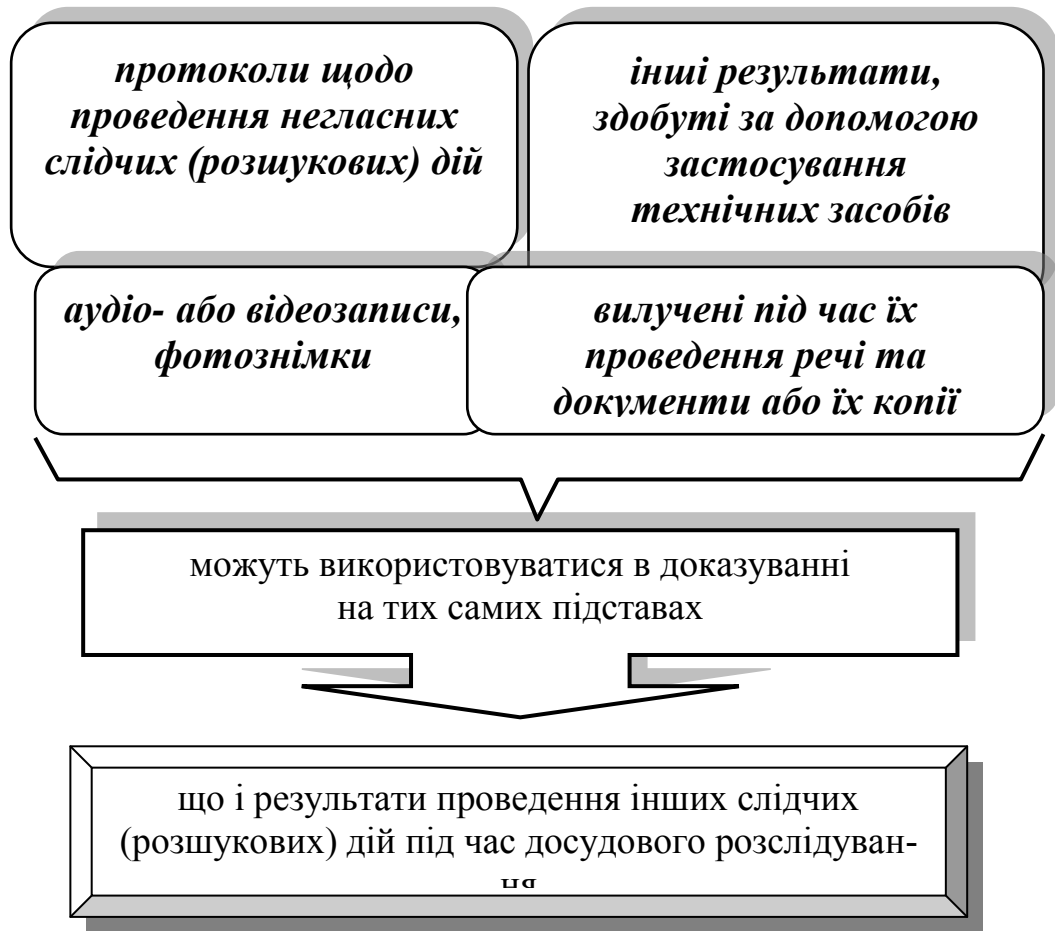 протоколи щодо
проведення негласних
слідчих (розшукових) дій
інші результати,
здобуті за допомогою
застосування
технічних засобів
аудіо- або відеозаписи,
фотознімки
вилучені під час їх
проведення речі та
документи або їх копії
можуть використовуватися в доказуванні
на тих самих підставах
що і результати проведення інших слідчих
(розшукових) дій під час досудового розслідуван-
ня